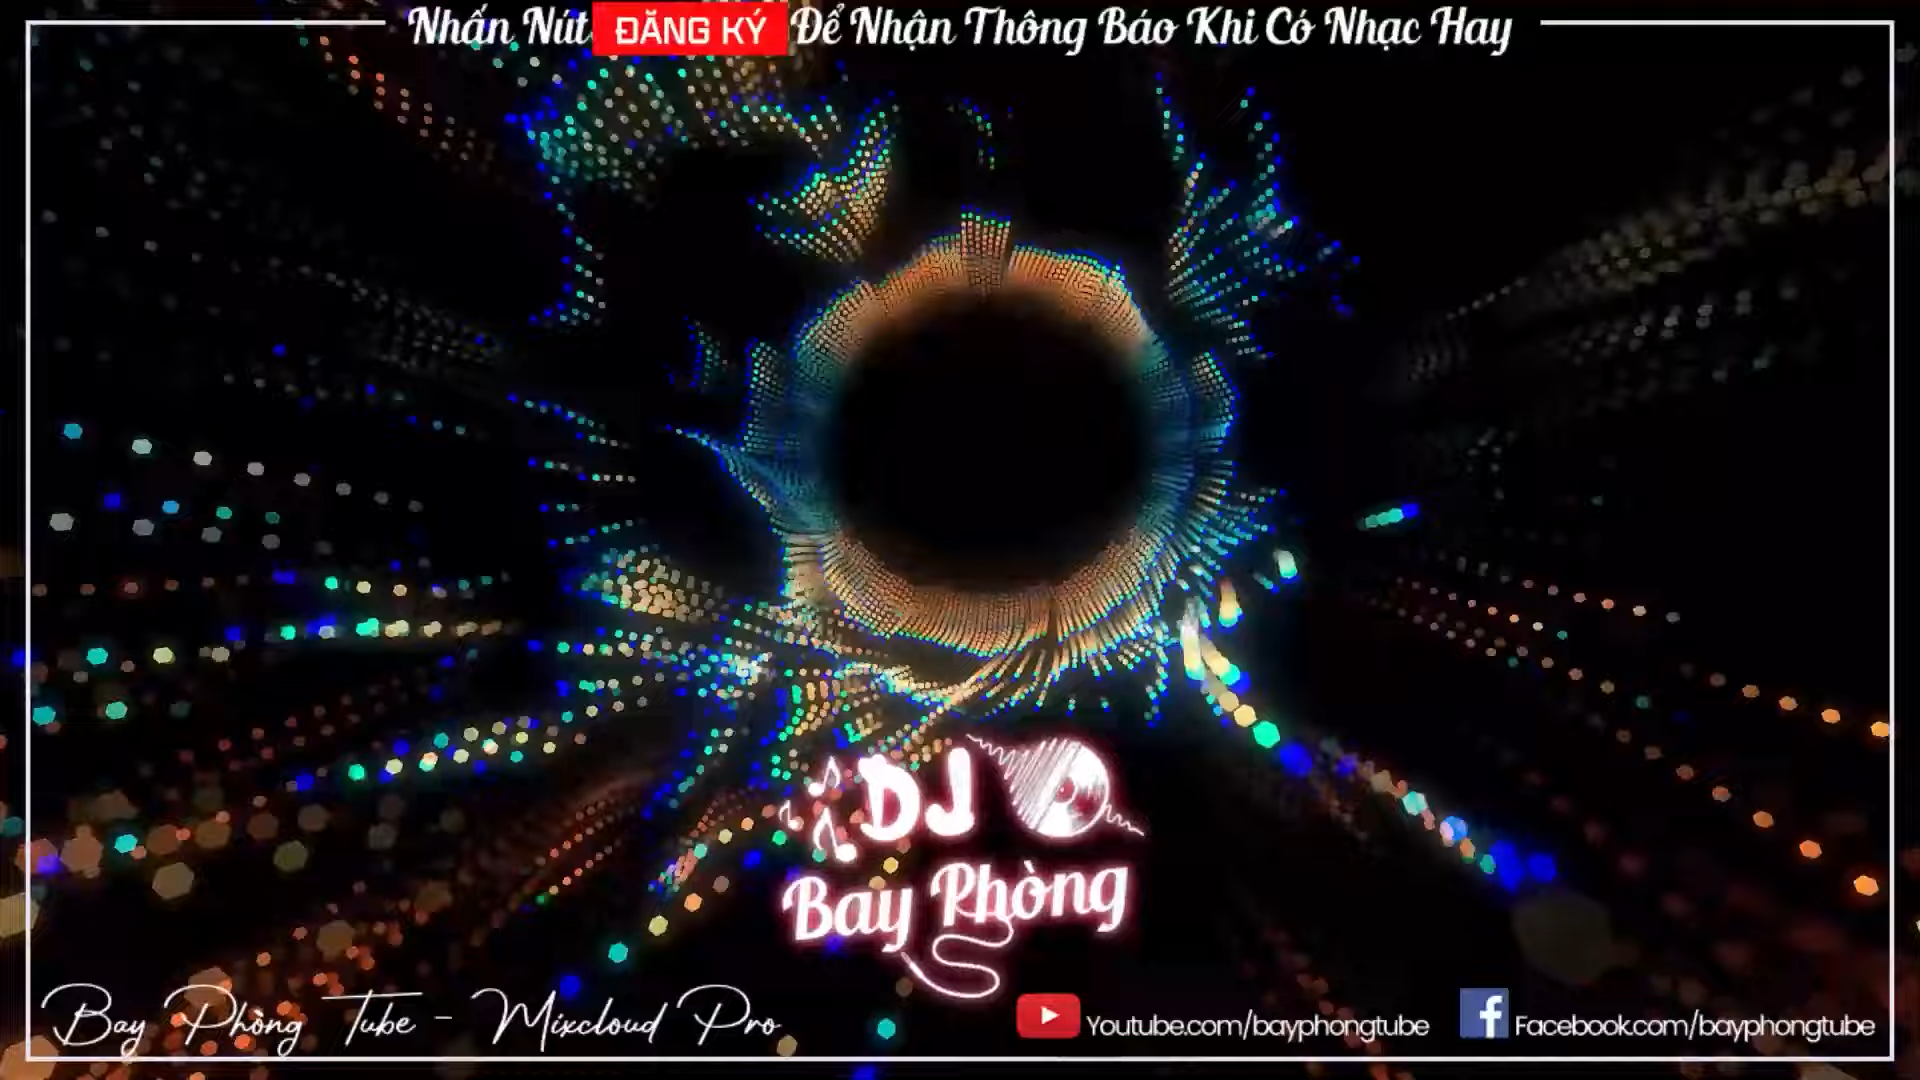 Nhấn Nút ĐĂNG KÝ Để Nhận Thông Báo Khi Có Nhạc Hay
DJ
Bay Phòng
Bay Phòng Tube - Mixcloud Pro
Youtube.com/bayphongtube
Facebook.com/bayphongtube